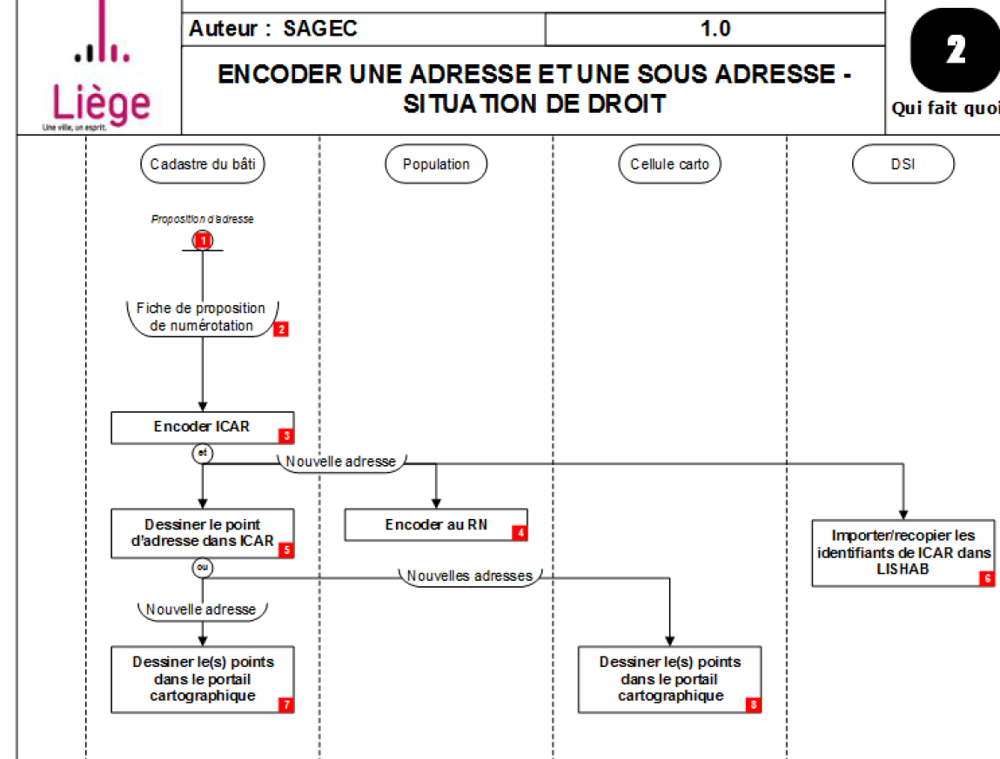 Auteur : SAGEC
1.0
2
Liège
Une ville, un esprit.
ENCODER UNE ADRESSE ET UNE SOUS ADRESSE -
SITUATION DE DROIT
Qui fait quoi
Cadastre du bâti
Population
Cellule carto
DSI
Proposition d'adresse
1
Fiche de proposition
de numérotation
2
Encoder ICAR
3
et
Nouvelle adresse
Dessiner le point
d'adresse dans ICAR
5
Encoder au RN
4
Importer/recopier les
identifiants de ICAR dans
LISHAB
6
ou
Nouvelles adresses
Nouvelle adresse
Dessiner le(s) points
dans le portail
cartographique
7
Dessiner le(s) points
dans le portail
cartographique
8